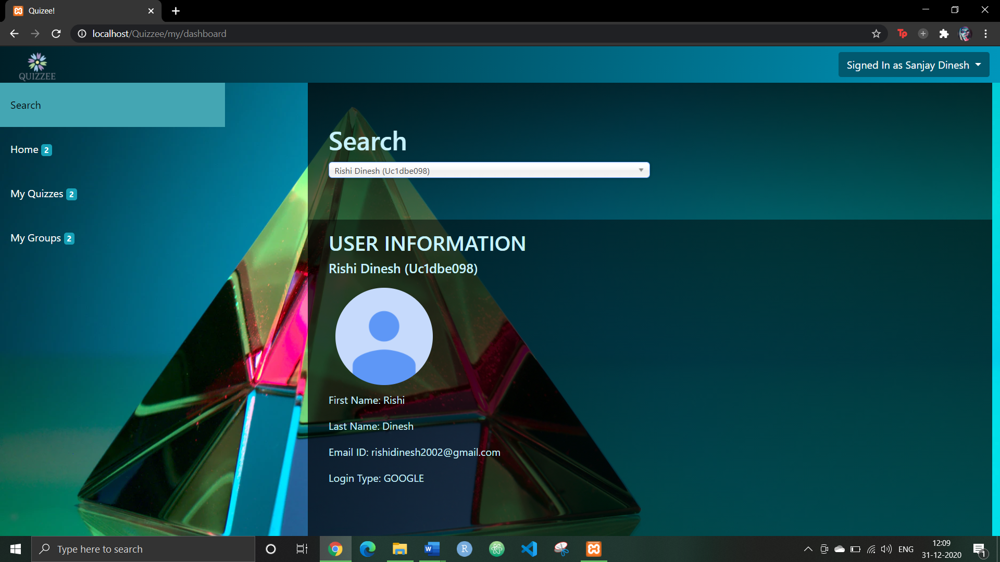 Quizee!
localhost/Quizzee/my/dashboard
Tp
QUIZZEE
Signed In as Sanjay Dinesh
Search
Home 2
My Quizzes 2
My Groups 2
Search
Rishi Dinesh (Uc1dbe098)
USER INFORMATION
Rishi Dinesh (Uc1dbe098)
First Name: Rishi
Last Name: Dinesh
Email ID: rishidinesh2002@gmail.com
Login Type: GOOGLE
Type here to search
W
R
ENG
12:09
31-12-2020
1